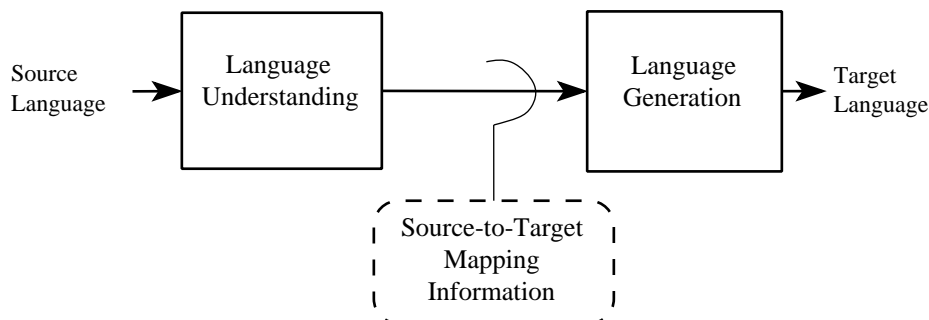 Source
Language
Language
Understanding
Language
Generation
Target
Language
Source-to-Target
Mapping
Information